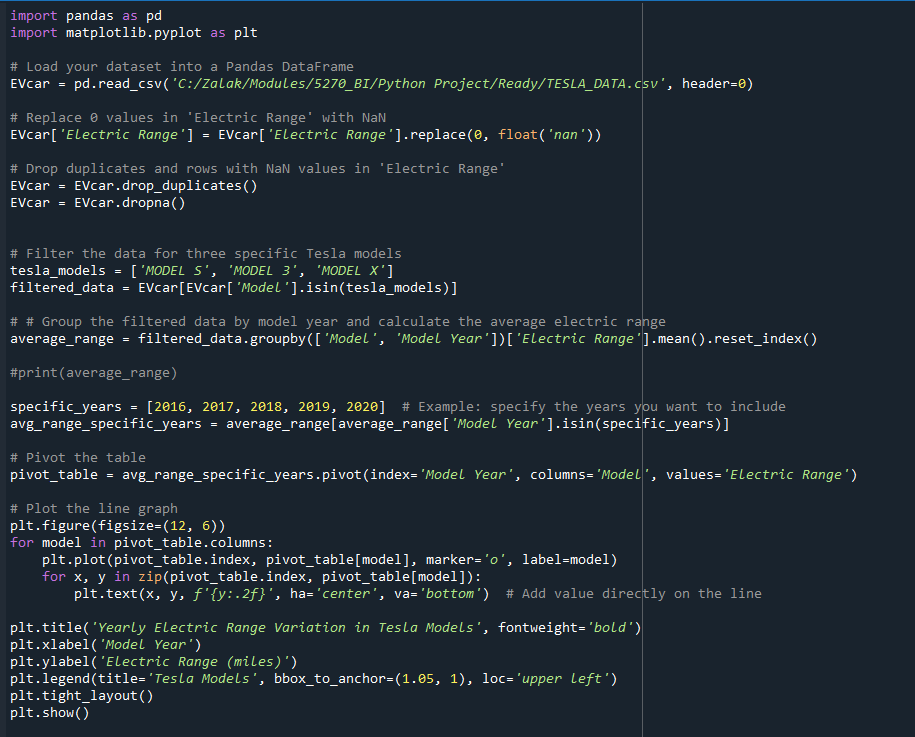 import pandas as pd
import matplotlib.pyplot as plt

# Load your dataset into a Pandas DataFrame
EVcar = pd.read_csv('C:/Zalak/Modules/5270_BI/Python Project/Ready/TESLA_DATA.csv', header=0)

# Replace 0 values in 'Electric Range' with NaN
EVcar['Electric Range'] = EVcar['Electric Range'].replace(0, float('nan'))

# Drop duplicates and rows with NaN values in 'Electric Range'
EVcar = EVcar.drop_duplicates()
EVcar = EVcar.dropna()


# Filter the data for three specific Tesla models
tesla_models = ['MODEL S', 'MODEL 3', 'MODEL X']
filtered_data = EVcar[EVcar['Model'].isin(tesla_models)]

# # Group the filtered data by model year and calculate the average electric range
average_range = filtered_data.groupby(['Model', 'Model Year'])['Electric Range'].mean().reset_index()

#print(average_range)

specific_years = [2016, 2017, 2018, 2019, 2020]  # Example: specify the years you want to include
avg_range_specific_years = average_range[average_range['Model Year'].isin(specific_years)]

# Pivot the table
pivot_table = avg_range_specific_years.pivot(index='Model Year', columns='Model', values='Electric Range')

# Plot the line graph
plt.figure(figsize=(12, 6))
for model in pivot_table.columns:
    plt.plot(pivot_table.index, pivot_table[model], marker='o', label=model)
    for x, y in zip(pivot_table.index, pivot_table[model]):
        plt.text(x, y, f'{y:.2f}', ha='center', va='bottom')  # Add value directly on the line

plt.title('Yearly Electric Range Variation in Tesla Models', fontweight='bold')
plt.xlabel('Model Year')
plt.ylabel('Electric Range (miles)')
plt.legend(title='Tesla Models', bbox_to_anchor=(1.05, 1), loc='upper left')
plt.tight_layout()
plt.show()